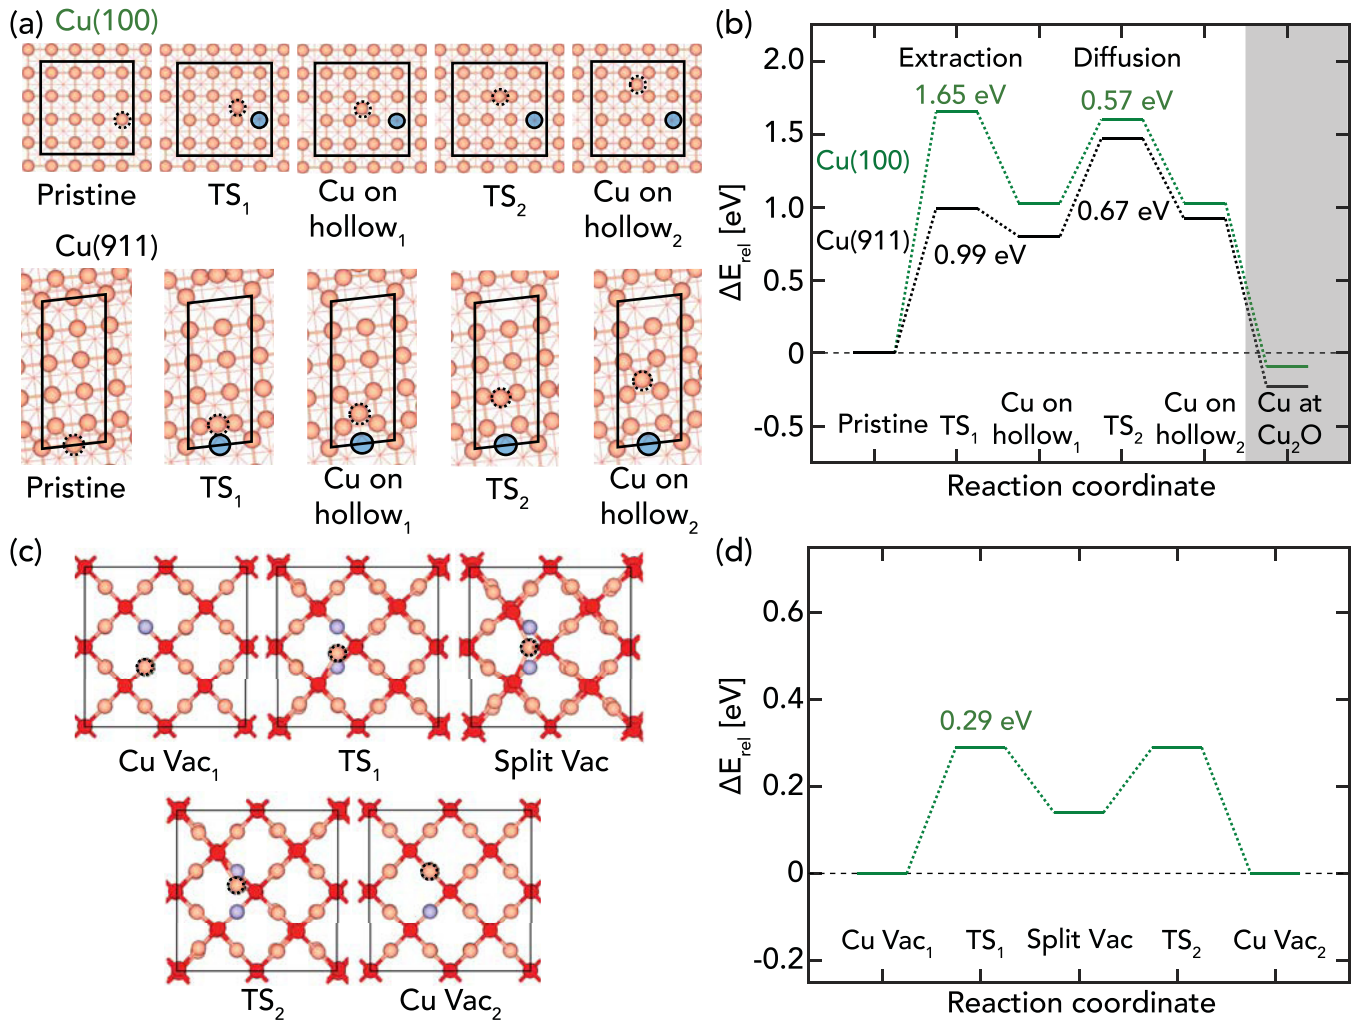 (a) Cu(100)
Pristine
TS1
Cu on
hollow1
TS2
Cu on
hollow2
Cu(911)
Pristine
TS1
Cu on
hollow1
TS2
Cu on
hollow2
(b)
ΔErel [eV]
2.0
1.5
1.0
0.5
0
-0.5
Extraction
1.65 eV
Diffusion
0.57 eV
Cu(100)
Cu(911)
0.99 eV
0.67 eV
Pristine
TS1
Cu on
hollow1
TS2
Cu on
hollow2
Cu at
Cu2O
Reaction coordinate
(c)
Cu Vac1
TS1
Split Vac
TS2
Cu Vac2
(d)
ΔErel [eV]
0.6
0.4
0.2
0
-0.2
0.29 eV
Cu Vac1
TS1
Split Vac
TS2
Cu Vac2
Reaction coordinate